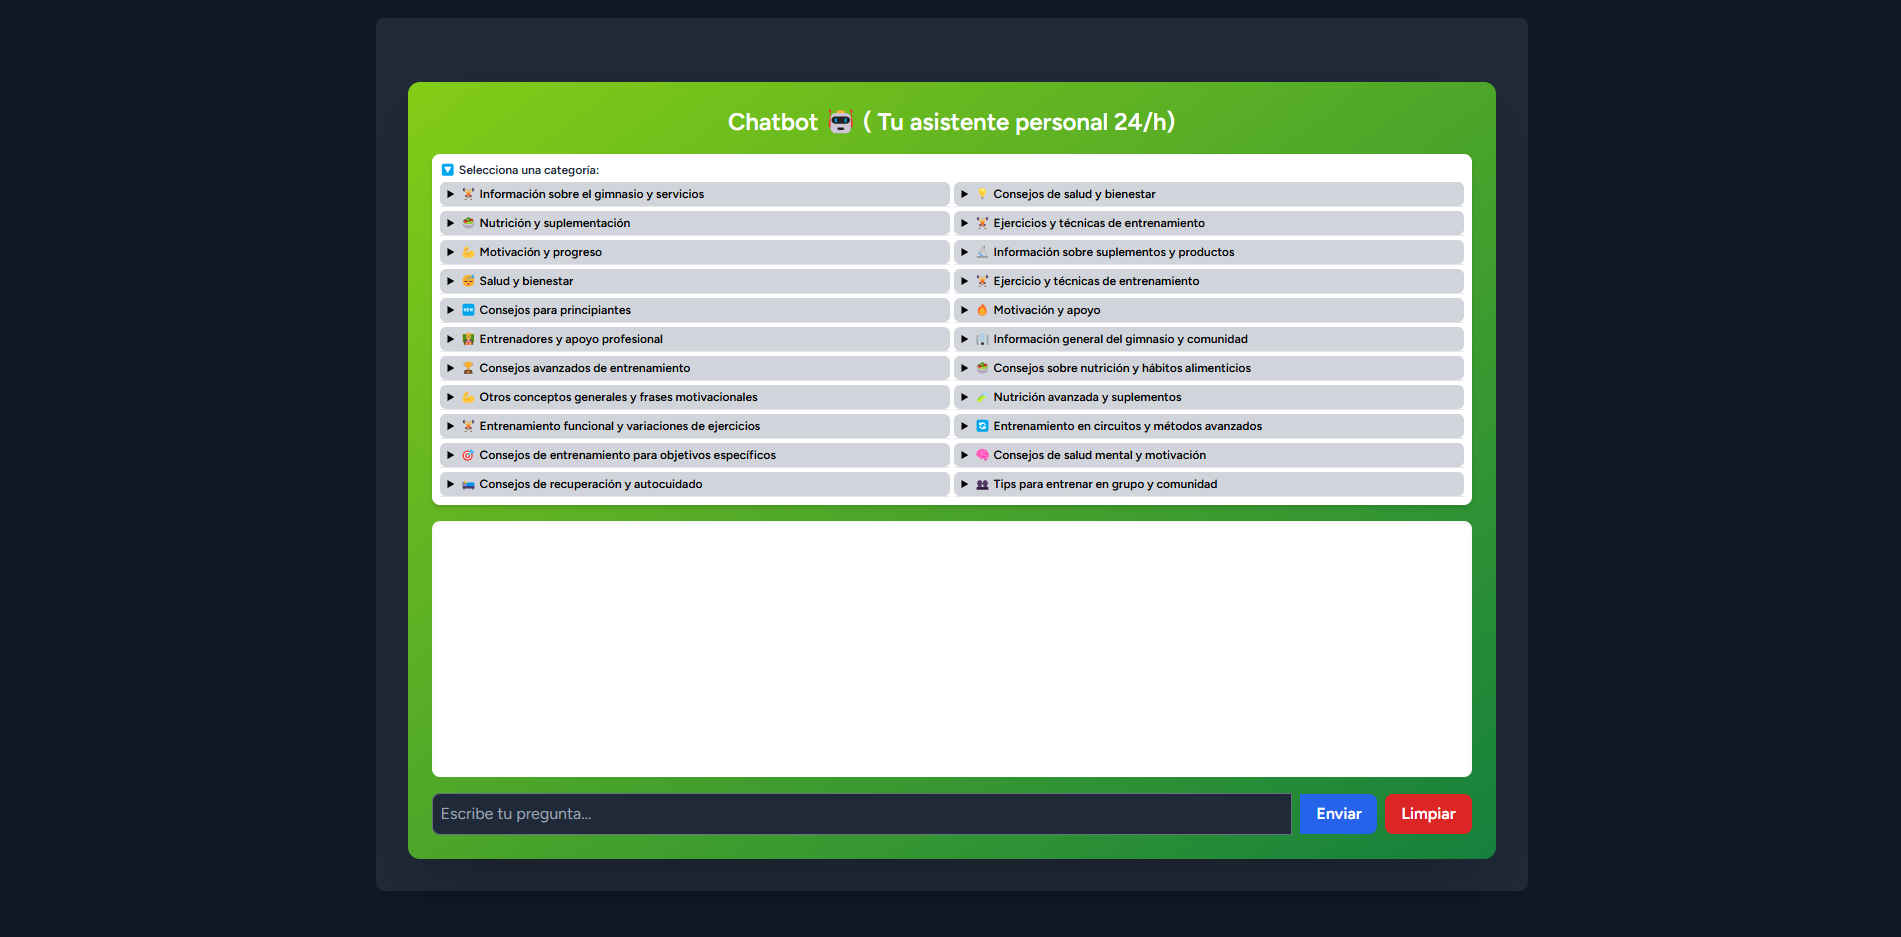 Chatbot 🤖 ( Tu asistente personal 24/h)
🔽 Selecciona una categoría:
Información sobre el gimnasio y servicios
Consejos de salud y bienestar
Nutrición y suplementación
Ejercicios y técnicas de entrenamiento
Motivación y progreso
Información sobre suplementos y productos
Salud y bienestar
Ejercicio y técnicas de entrenamiento
Consejos para principiantes
Motivación y apoyo
Entrenadores y apoyo profesional
Información general del gimnasio y comunidad
Consejos avanzados de entrenamiento
Consejos sobre nutrición y hábitos alimenticios
Otros conceptos generales y frases motivacionales
Nutrición avanzada y suplementos
Entrenamiento funcional y variaciones de ejercicios
Entrenamiento en circuitos y métodos avanzados
Consejos de entrenamiento para objetivos específicos
Consejos de salud mental y motivación
Consejos de recuperación y autocuidado
Tips para entrenar en grupo y comunidad
Escribe tu pregunta...
Enviar
Limpiar